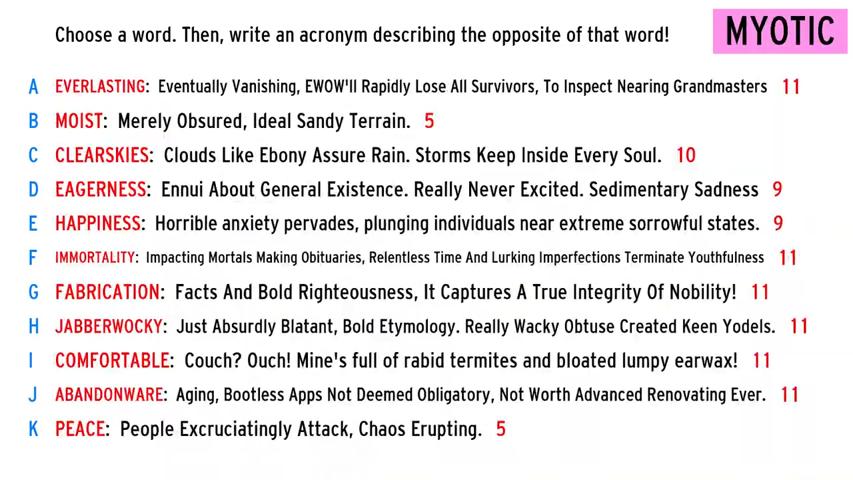 Choose a word. Then, write an acronym describing the opposite of that word!
MYOTIC
A EVERLASTING: Eventually Vanishing, EWOW'll Rapidly Lose All Survivors, To Inspect Nearing Grandmasters 11
B MOIST: Merely Obsured, Ideal Sandy Terrain. 5
C CLEARSKIES: Clouds Like Ebony Assure Rain. Storms Keep Inside Every Soul. 10
D EAGERNESS: Ennui About General Existence. Really Never Excited. Sedimentary Sadness 9
E HAPPINESS: Horrible anxiety pervades, plunging individuals near extreme sorrowful states. 9
F IMMORTALITY: Impacting Mortals Making Obituaries, Relentless Time And Lurking Imperfections Terminate Youthfulness 11
G FABRICATION: Facts And Bold Righteousness, It Captures A True Integrity Of Nobility! 11
H JABBERWOCKY: Just Absurdly Blatant, Bold Etymology. Really Wacky Obtuse Created Keen Yodels. 11
I COMFORTABLE: Couch? Ouch! Mine's full of rabid termites and bloated lumpy earwax! 11
J ABANDONWARE: Aging, Bootless Apps Not Deemed Obligatory, Not Worth Advanced Renovating Ever. 11
K PEACE: People Excruciatingly Attack, Chaos Erupting. 5